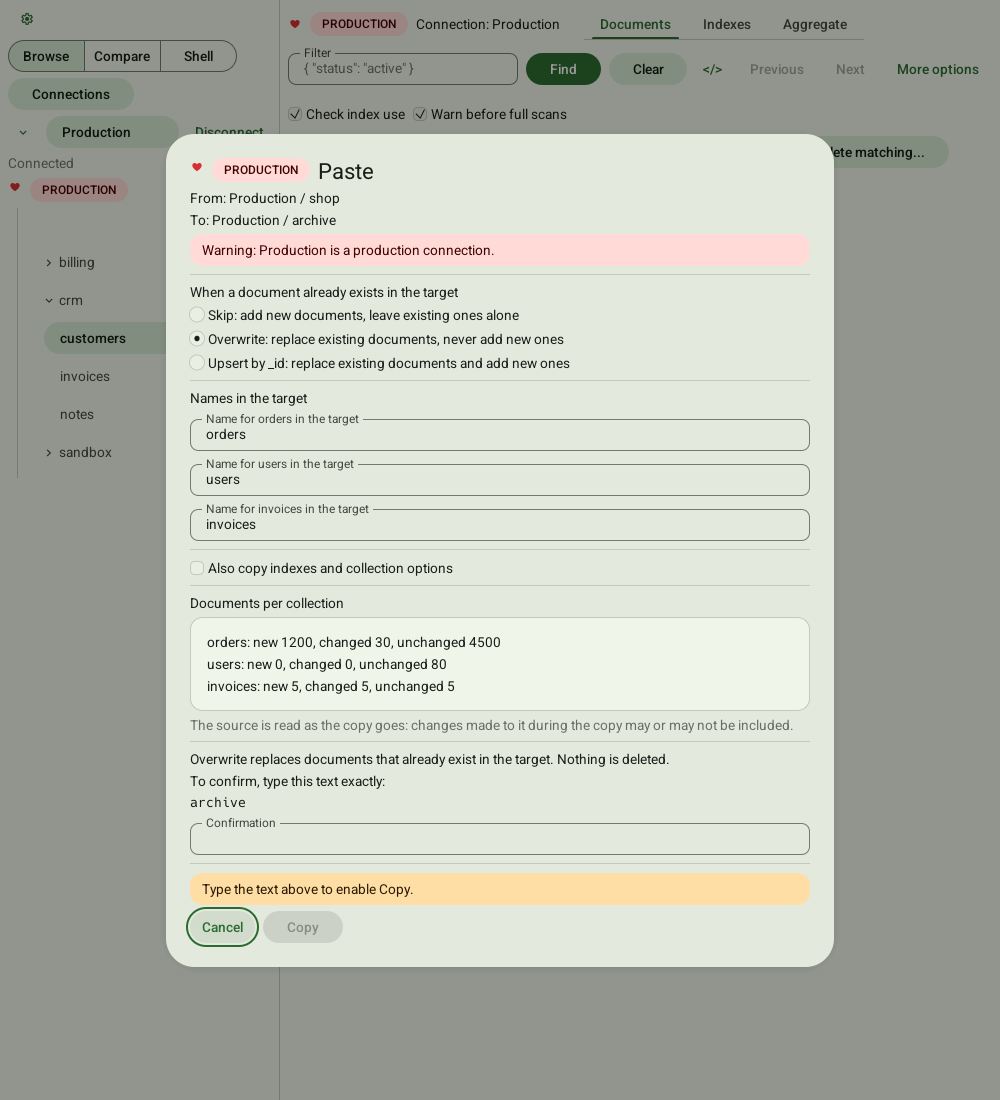 PRODUCTION Connection: Production Documents Indexes Aggregate
Browse Compare Shell
Filter
{ "status": "active" } Find Clear </> Previous Next More options
Connections
Check index use Warn before full scans
Production Disconnect
matching...
Connected
PRODUCTION
billing
crm
customers
invoices
notes
sandbox
PRODUCTION Paste
From: Production / shop
To: Production / archive
Warning: Production is a production connection.
When a document already exists in the target
Skip: add new documents, leave existing ones alone
Overwrite: replace existing documents, never add new ones
Upsert by _id: replace existing documents and add new ones
Names in the target
Name for orders in the target
orders
Name for users in the target
users
Name for invoices in the target
invoices
Also copy indexes and collection options
Documents per collection
orders: new 1200, changed 30, unchanged 4500
users: new 0, changed 0, unchanged 80
invoices: new 5, changed 5, unchanged 5
The source is read as the copy goes: changes made to it during the copy may or may not be included.
Overwrite replaces documents that already exist in the target. Nothing is deleted.
To confirm, type this text exactly:
archive
Confirmation
Type the text above to enable Copy.
Cancel Copy